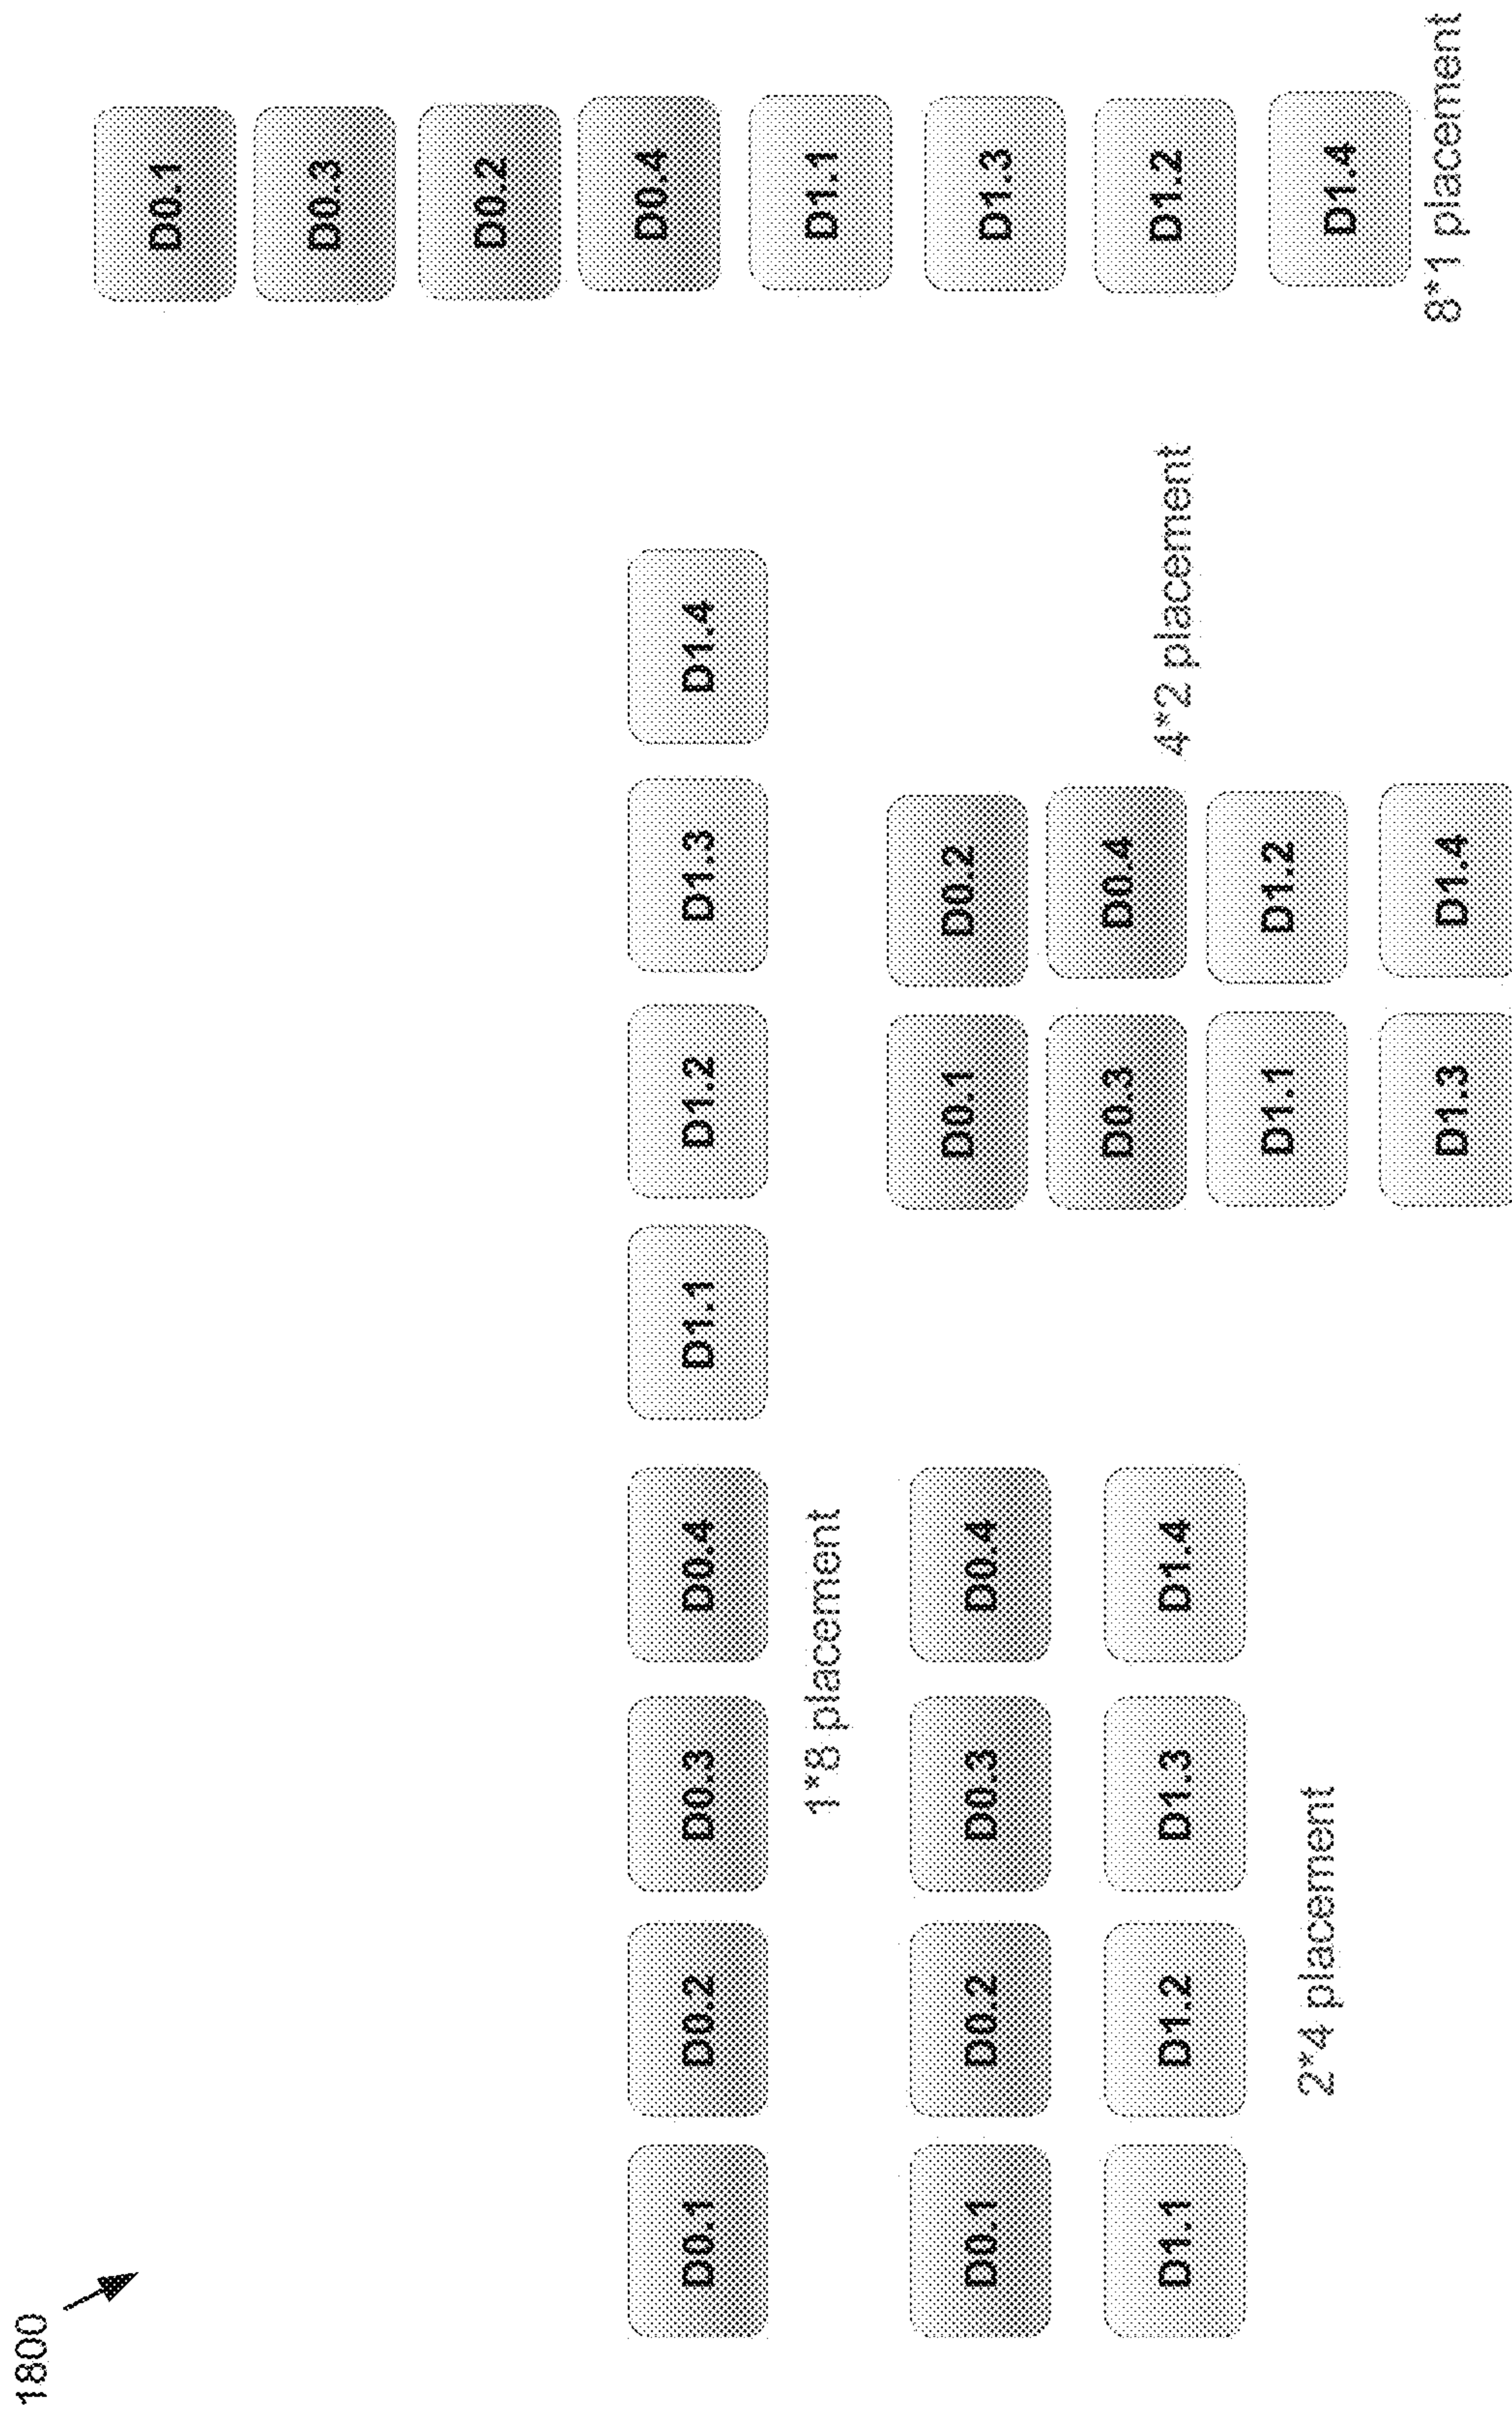 1800
D0.1 D0.2 D0.3 D0.4 D1.1 D1.2 D1.3 D1.4
1*8 placement
D0.1 D0.2 D0.3 D0.4
D1.1 D1.2 D1.3 D1.4
2*4 placement
D0.1 D0.2
D0.3 D0.4
D1.1 D1.2
D1.3 D1.4
4*2 placement
D0.1
D0.3
D0.2
D0.4
D1.1
D1.3
D1.2
D1.4
8*1 placement